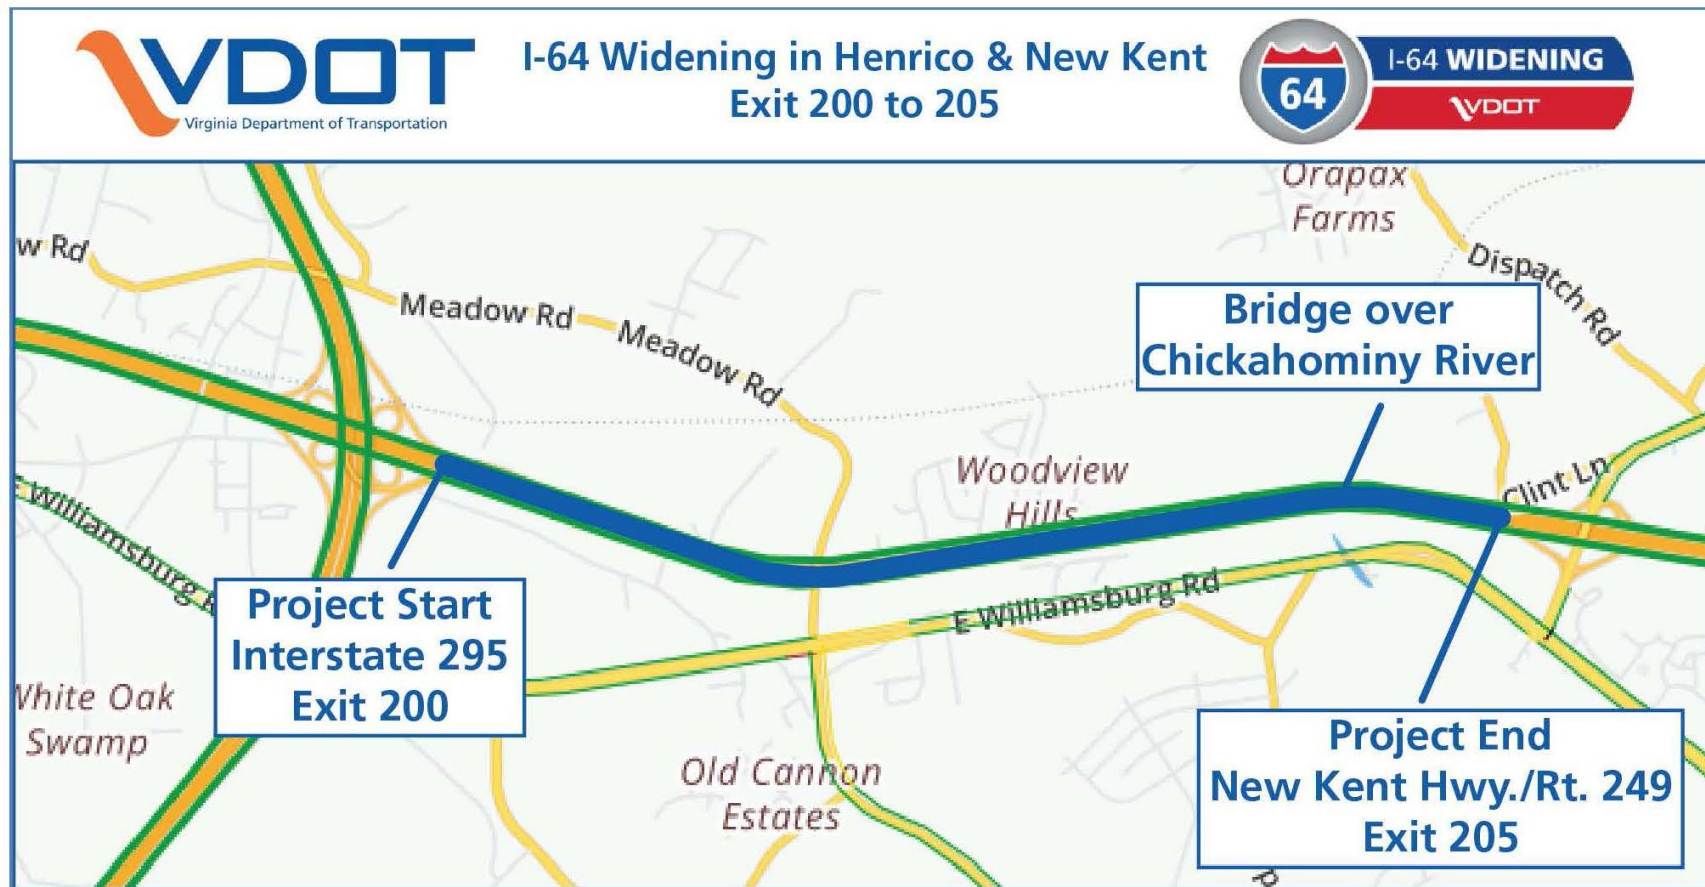 VDOT
Virginia Department of Transportation
I-64 Widening in Henrico & New Kent
Exit 200 to 205
64
I-64 WIDENING
VDOT
Orapax
Farms
w Rd
Meadow Rd
Meadow Rd
Dispatch Rd
Bridge over
Chickahominy River
Woodview
Hills
Clint Ln
E Williamsburg R
E Williamsburg Rd
Project Start
Interstate 295
Exit 200
White Oak
Swamp
Old Cannon
Estates
Project End
New Kent Hwy./Rt. 249
Exit 205